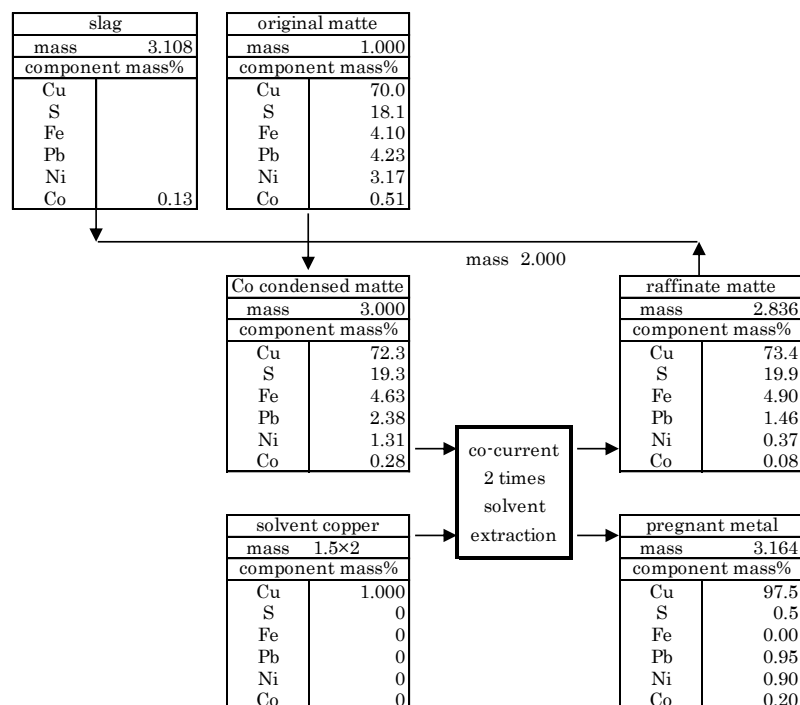 slag
mass 3.108
component mass%
Cu
S
Fe
Pb
Ni
Co 0.13
original matte
mass 1.000
component mass%
Cu 70.0
S 18.1
Fe 4.10
Pb 4.23
Ni 3.17
Co 0.51
mass 2.000
Co condensed matte
mass 3.000
component mass%
Cu 72.3
S 19.3
Fe 4.63
Pb 2.38
Ni 1.31
Co 0.28
co-current
2 times
solvent
extraction
raffinate matte
mass 2.836
component mass%
Cu 73.4
S 19.9
Fe 4.90
Pb 1.46
Ni 0.37
Co 0.08
solvent copper
mass 1.5×2
component mass%
Cu 1.000
S 0
Fe 0
Pb 0
Ni 0
Co 0
pregnant metal
mass 3.164
component mass%
Cu 97.5
S 0.5
Fe 0.00
Pb 0.95
Ni 0.90
Co 0.20